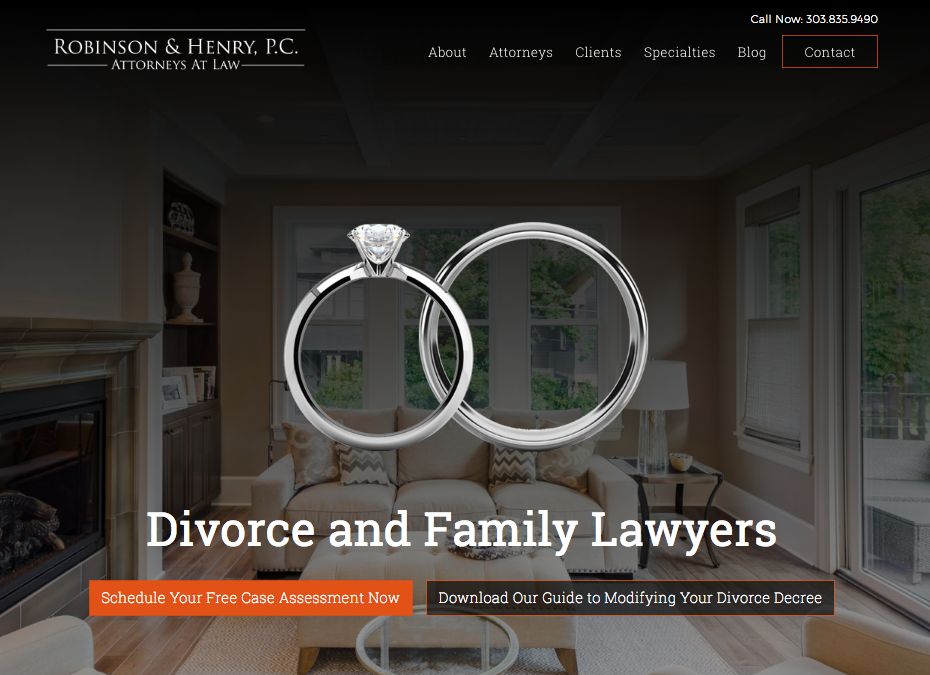 Call Now: 303.835.9490
ROBINSON & HENRY, P.C.
ATTORNEYS AT LAW
About Attorneys Clients Specialties Blog Contact
Divorce and Family Lawyers
Schedule Your Free Case Assessment Now Download Our Guide to Modifying Your Divorce Decree